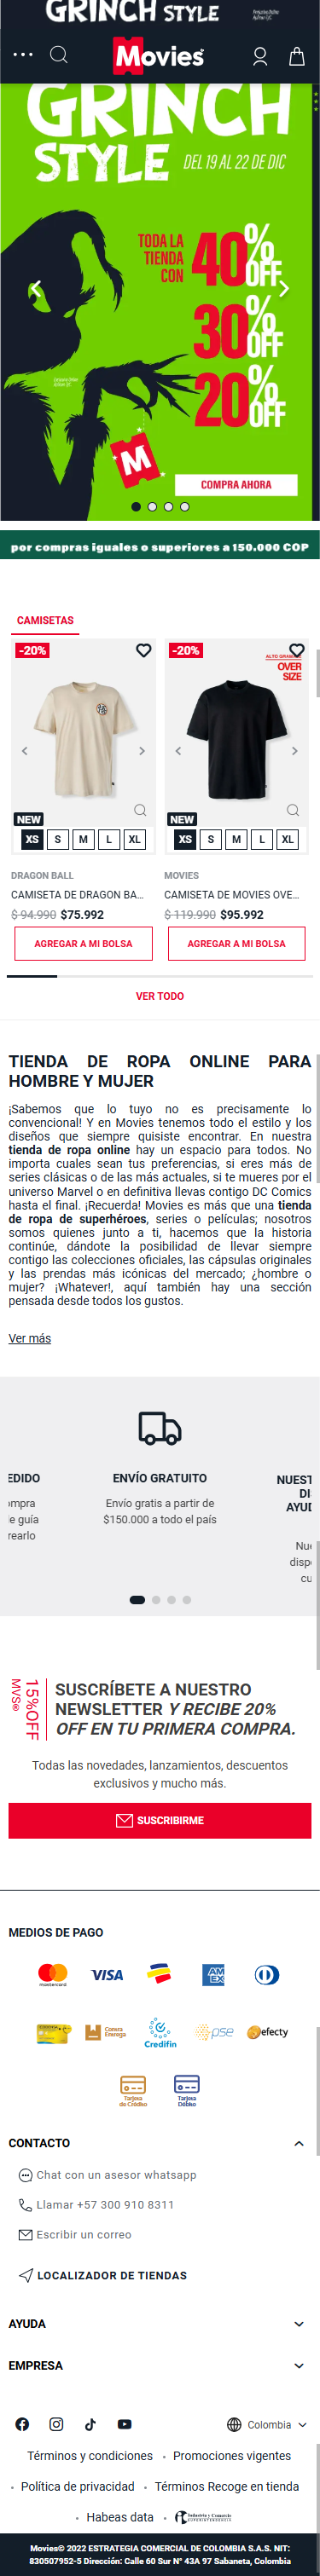 GRINCH STYLE
Movies
GRINCH
STYLE
DEL 19 AL 22 DE DIC
TODA LA
TIENDA
CON
40% OFF
30% OFF
20% OFF
M
COMPRA AHORA
por compras iguales o superiores a 150.000 COP
CAMISETAS
-20%
-20%
ALTO GRAMAJE
OVER
SIZE
NEW
NEW
XS S M L XL
XS S M L XL
DRAGON BALL
MOVIES
CAMISETA DE DRAGON BA...
CAMISETA DE MOVIES OVE...
$ 94.990 $75.992
$ 119.990 $95.992
AGREGAR A MI BOLSA
AGREGAR A MI BOLSA
VER TODO
TIENDA DE ROPA ONLINE PARA
HOMBRE Y MUJER
¡Sabemos que lo tuyo no es precisamente lo
convencional! Y en Movies tenemos todo el estilo y los
diseños que siempre quisiste encontrar. En nuestra
tienda de ropa online hay un espacio para todos. No
importa cuales sean tus preferencias, si eres más de
series clásicas o de las más actuales, si te mueres por el
universo Marvel o en definitiva llevas contigo DC Comics
hasta el final. ¡Recuerda! Movies es más que una tienda
de ropa de superhéroes, series o películas; nosotros
somos quienes junto a ti, hacemos que la historia
continúe, dándote la posibilidad de llevar siempre
contigo las colecciones oficiales, las cápsulas originales
y las prendas más icónicas del mercado; ¿hombre o
mujer? ¡Whatever!, aquí también hay una sección
pensada desde todos los gustos.
Ver más
EDIDO
ompra
e guía
rearlo
ENVÍO GRATUITO
Envío gratis a partir de
$150.000 a todo el país
NUEST
DI
AYUD
Nue
disp
cu
15%OFF
MVS®
SUSCRÍBETE A NUESTRO
NEWSLETTER Y RECIBE 20%
OFF EN TU PRIMERA COMPRA.
Todas las novedades, lanzamientos, descuentos
exclusivos y mucho más.
SUSCRIBIRME
MEDIOS DE PAGO
mastercard
VISA
AM
EX
Contra
Entrega
Credifin
pse
efecty
Tarjeta
de Crédito
Tarjeta
Débito
CONTACTO
Chat con un asesor whatsapp
Llamar +57 300 910 8311
Escribir un correo
LOCALIZADOR DE TIENDAS
AYUDA
EMPRESA
Colombia
Términos y condiciones
Promociones vigentes
Política de privacidad
Términos Recoge en tienda
Habeas data
Industria y Comercio
SUPERINTENDENCIA
Movies© 2022 ESTRATEGIA COMERCIAL DE COLOMBIA S.A.S. NIT:
830507952-5 Dirección: Calle 60 Sur N° 43A 97 Sabaneta, Colombia